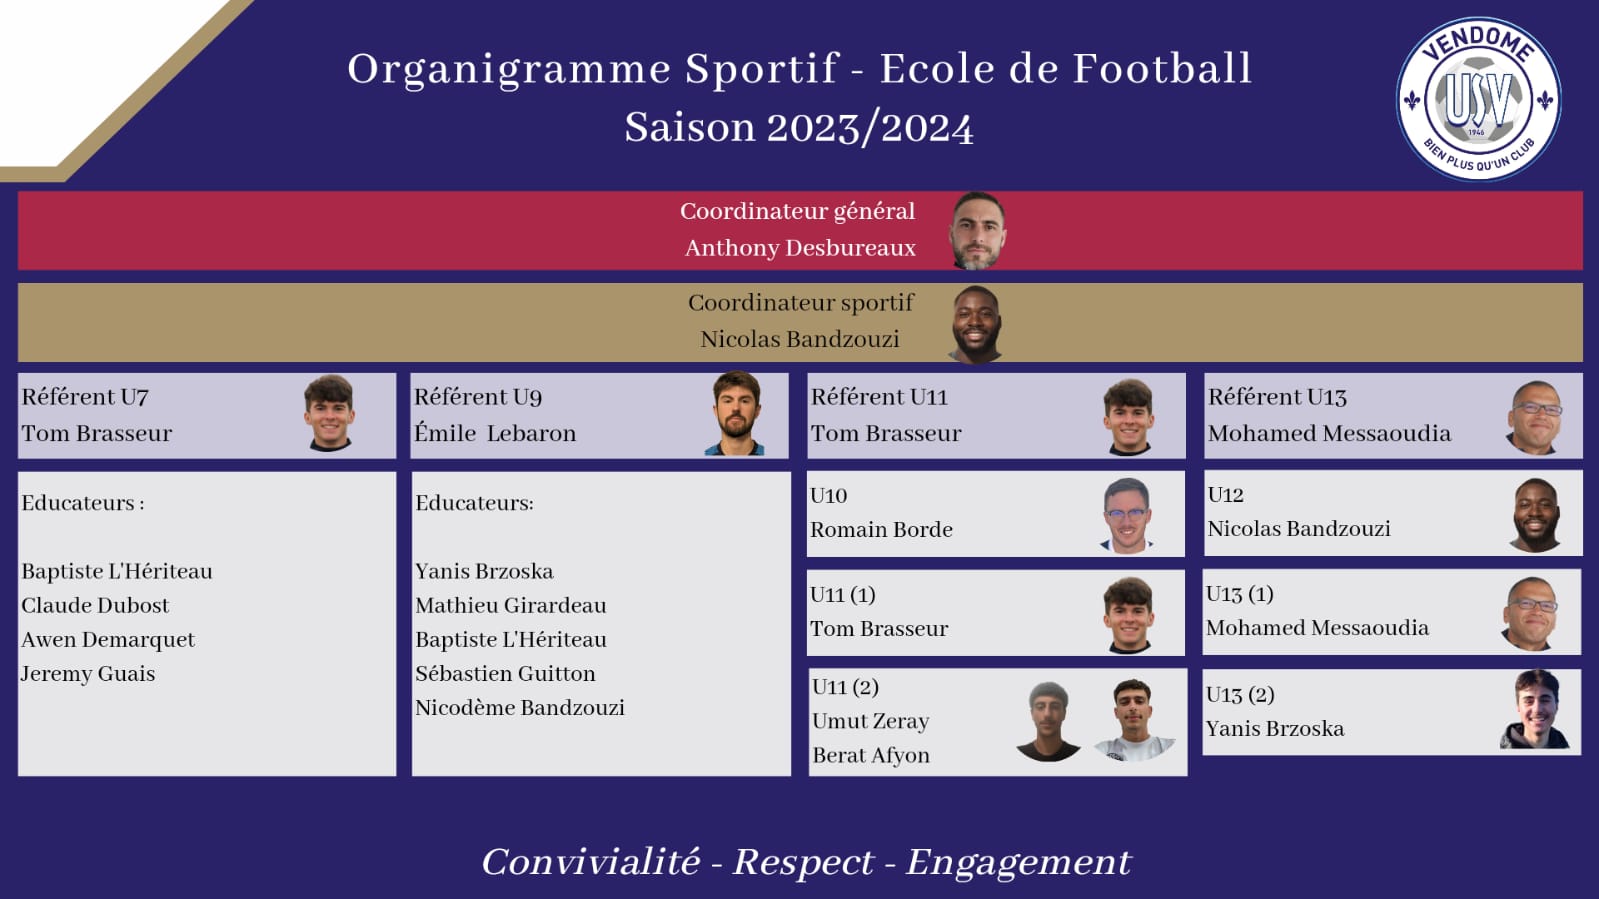 Organigramme Sportif - Ecole de Football
Saison 2023/2024
VENDOME
USV
1946
BIEN PLUS QU'UN CLUB
Coordinateur général
Anthony Desbureaux
Coordinateur sportif
Nicolas Bandzouzi
Référent U7
Tom Brasseur
Référent U9
Émile Lebaron
Référent U11
Tom Brasseur
Référent U13
Mohamed Messaoudia
Educateurs :
Baptiste L'Hériteau
Claude Dubost
Awen Demarquet
Jeremy Guais
Educateurs:
Yanis Brzoska
Mathieu Girardeau
Baptiste L'Hériteau
Sébastien Guitton
Nicodème Bandzouzi
U10
Romain Borde
U11 (1)
Tom Brasseur
U11 (2)
Umut Zeray
Berat Afyon
U12
Nicolas Bandzouzi
U13 (1)
Mohamed Messaoudia
U13 (2)
Yanis Brzoska
Convivialité - Respect - Engagement